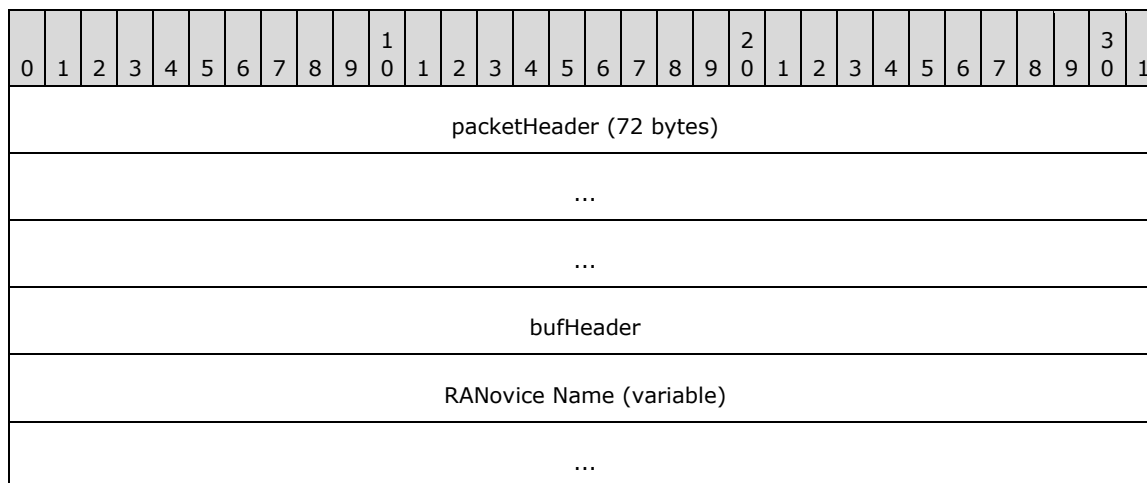 1 2 3
0 1 2 3 4 5 6 7 8 9 0 1 2 3 4 5 6 7 8 9 0 1 2 3 4 5 6 7 8 9 0 1
packetHeader (72 bytes)
...
...
bufHeader
RANovice Name (variable)
...